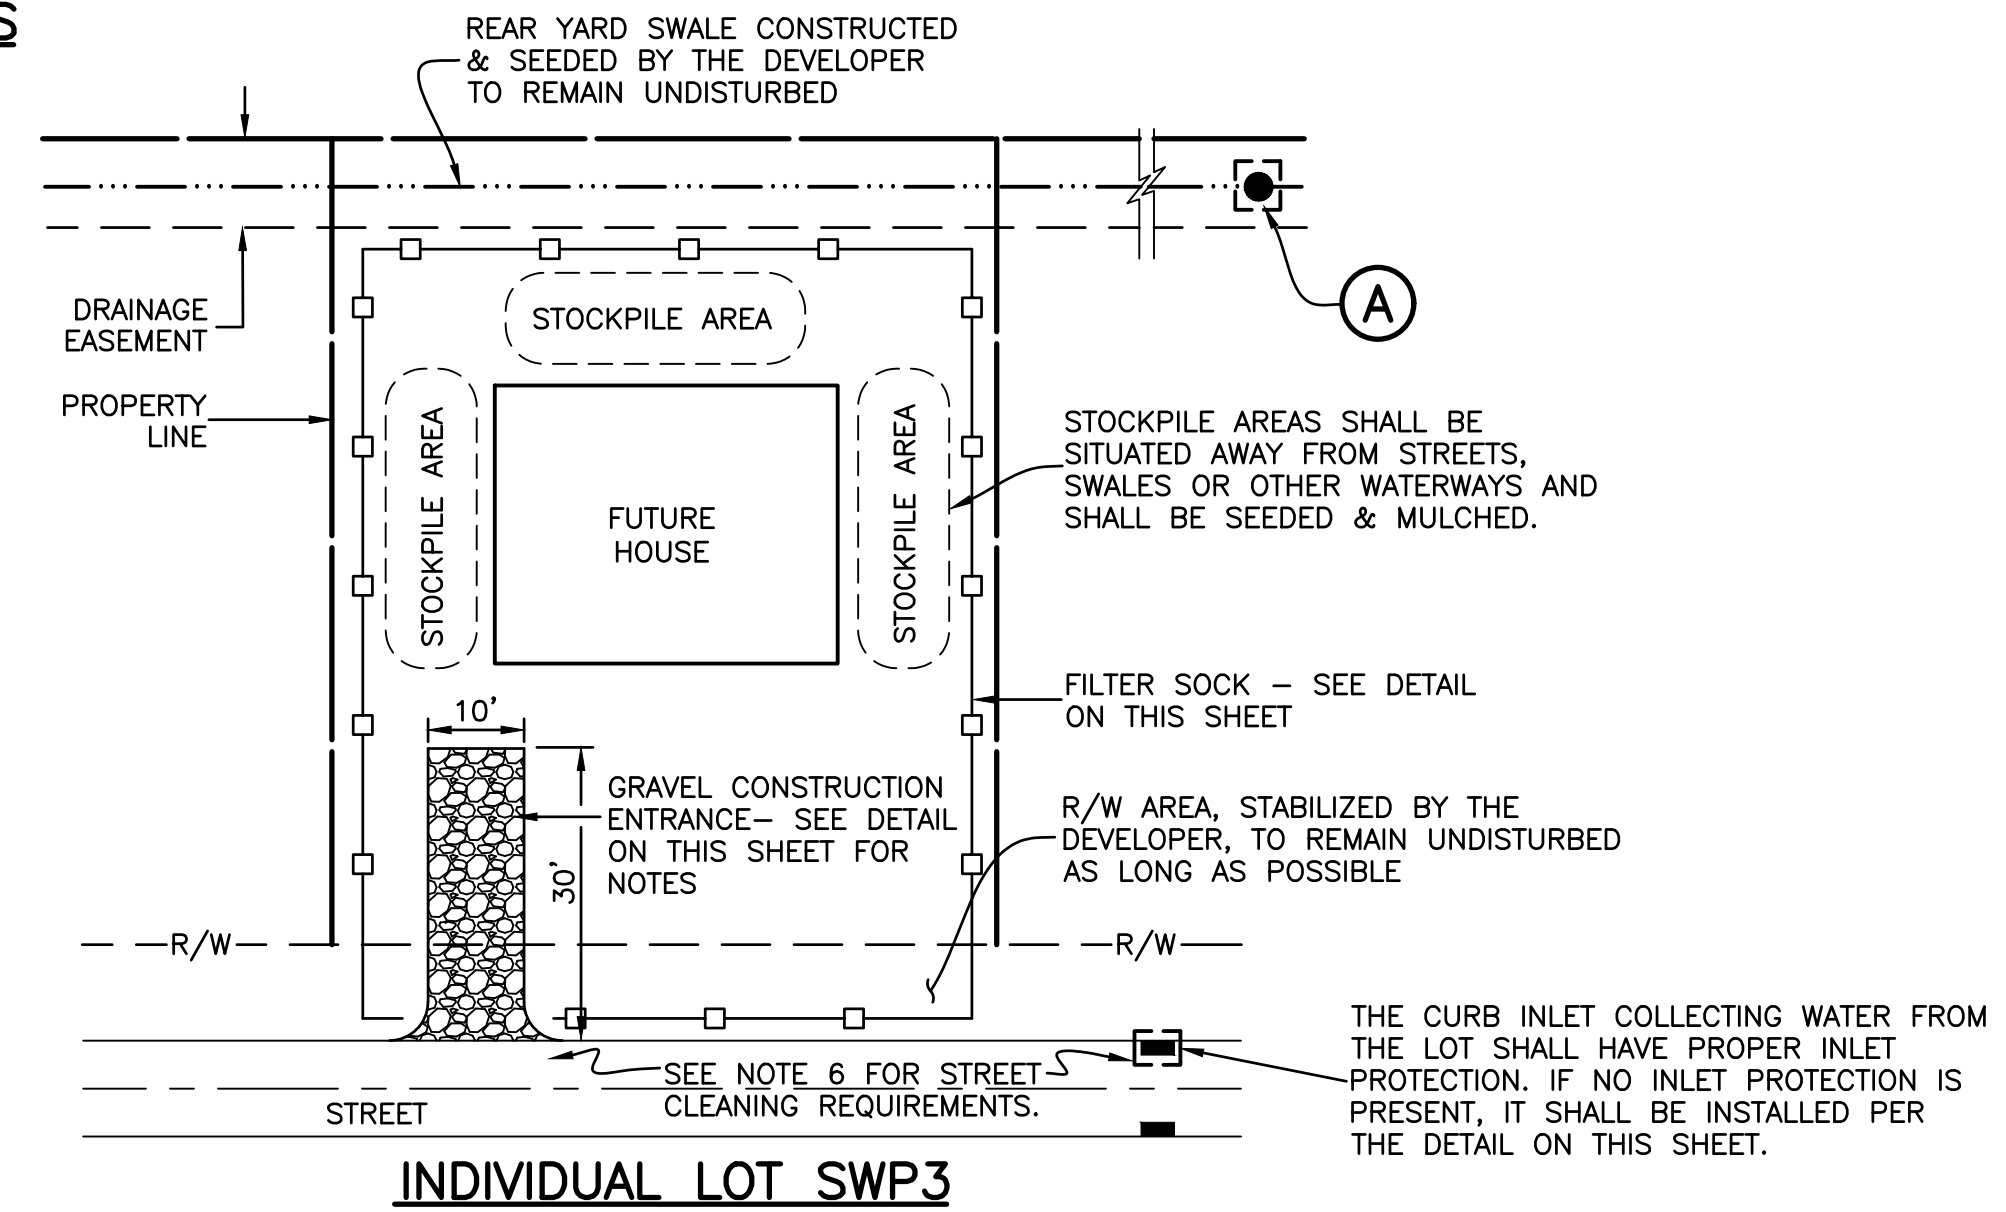 S
REAR YARD SWALE CONSTRUCTED
& SEEDED BY THE DEVELOPER
TO REMAIN UNDISTURBED
DRAINAGE
EASEMENT
A
STOCKPILE AREA
PROPERTY
LINE
STOCKPILE AREA
FUTURE
HOUSE
STOCKPILE AREA
STOCKPILE AREAS SHALL BE
SITUATED AWAY FROM STREETS,
SWALES OR OTHER WATERWAYS AND
SHALL BE SEEDED & MULCHED.
FILTER SOCK – SEE DETAIL
ON THIS SHEET
10'
30'
GRAVEL CONSTRUCTION
ENTRANCE– SEE DETAIL
ON THIS SHEET FOR
NOTES
R/W AREA, STABILIZED BY THE
DEVELOPER, TO REMAIN UNDISTURBED
AS LONG AS POSSIBLE
R/W
R/W
THE CURB INLET COLLECTING WATER FROM
THE LOT SHALL HAVE PROPER INLET
PROTECTION. IF NO INLET PROTECTION IS
PRESENT, IT SHALL BE INSTALLED PER
THE DETAIL ON THIS SHEET.
SEE NOTE 6 FOR STREET
CLEANING REQUIREMENTS.
STREET
INDIVIDUAL LOT SWP3